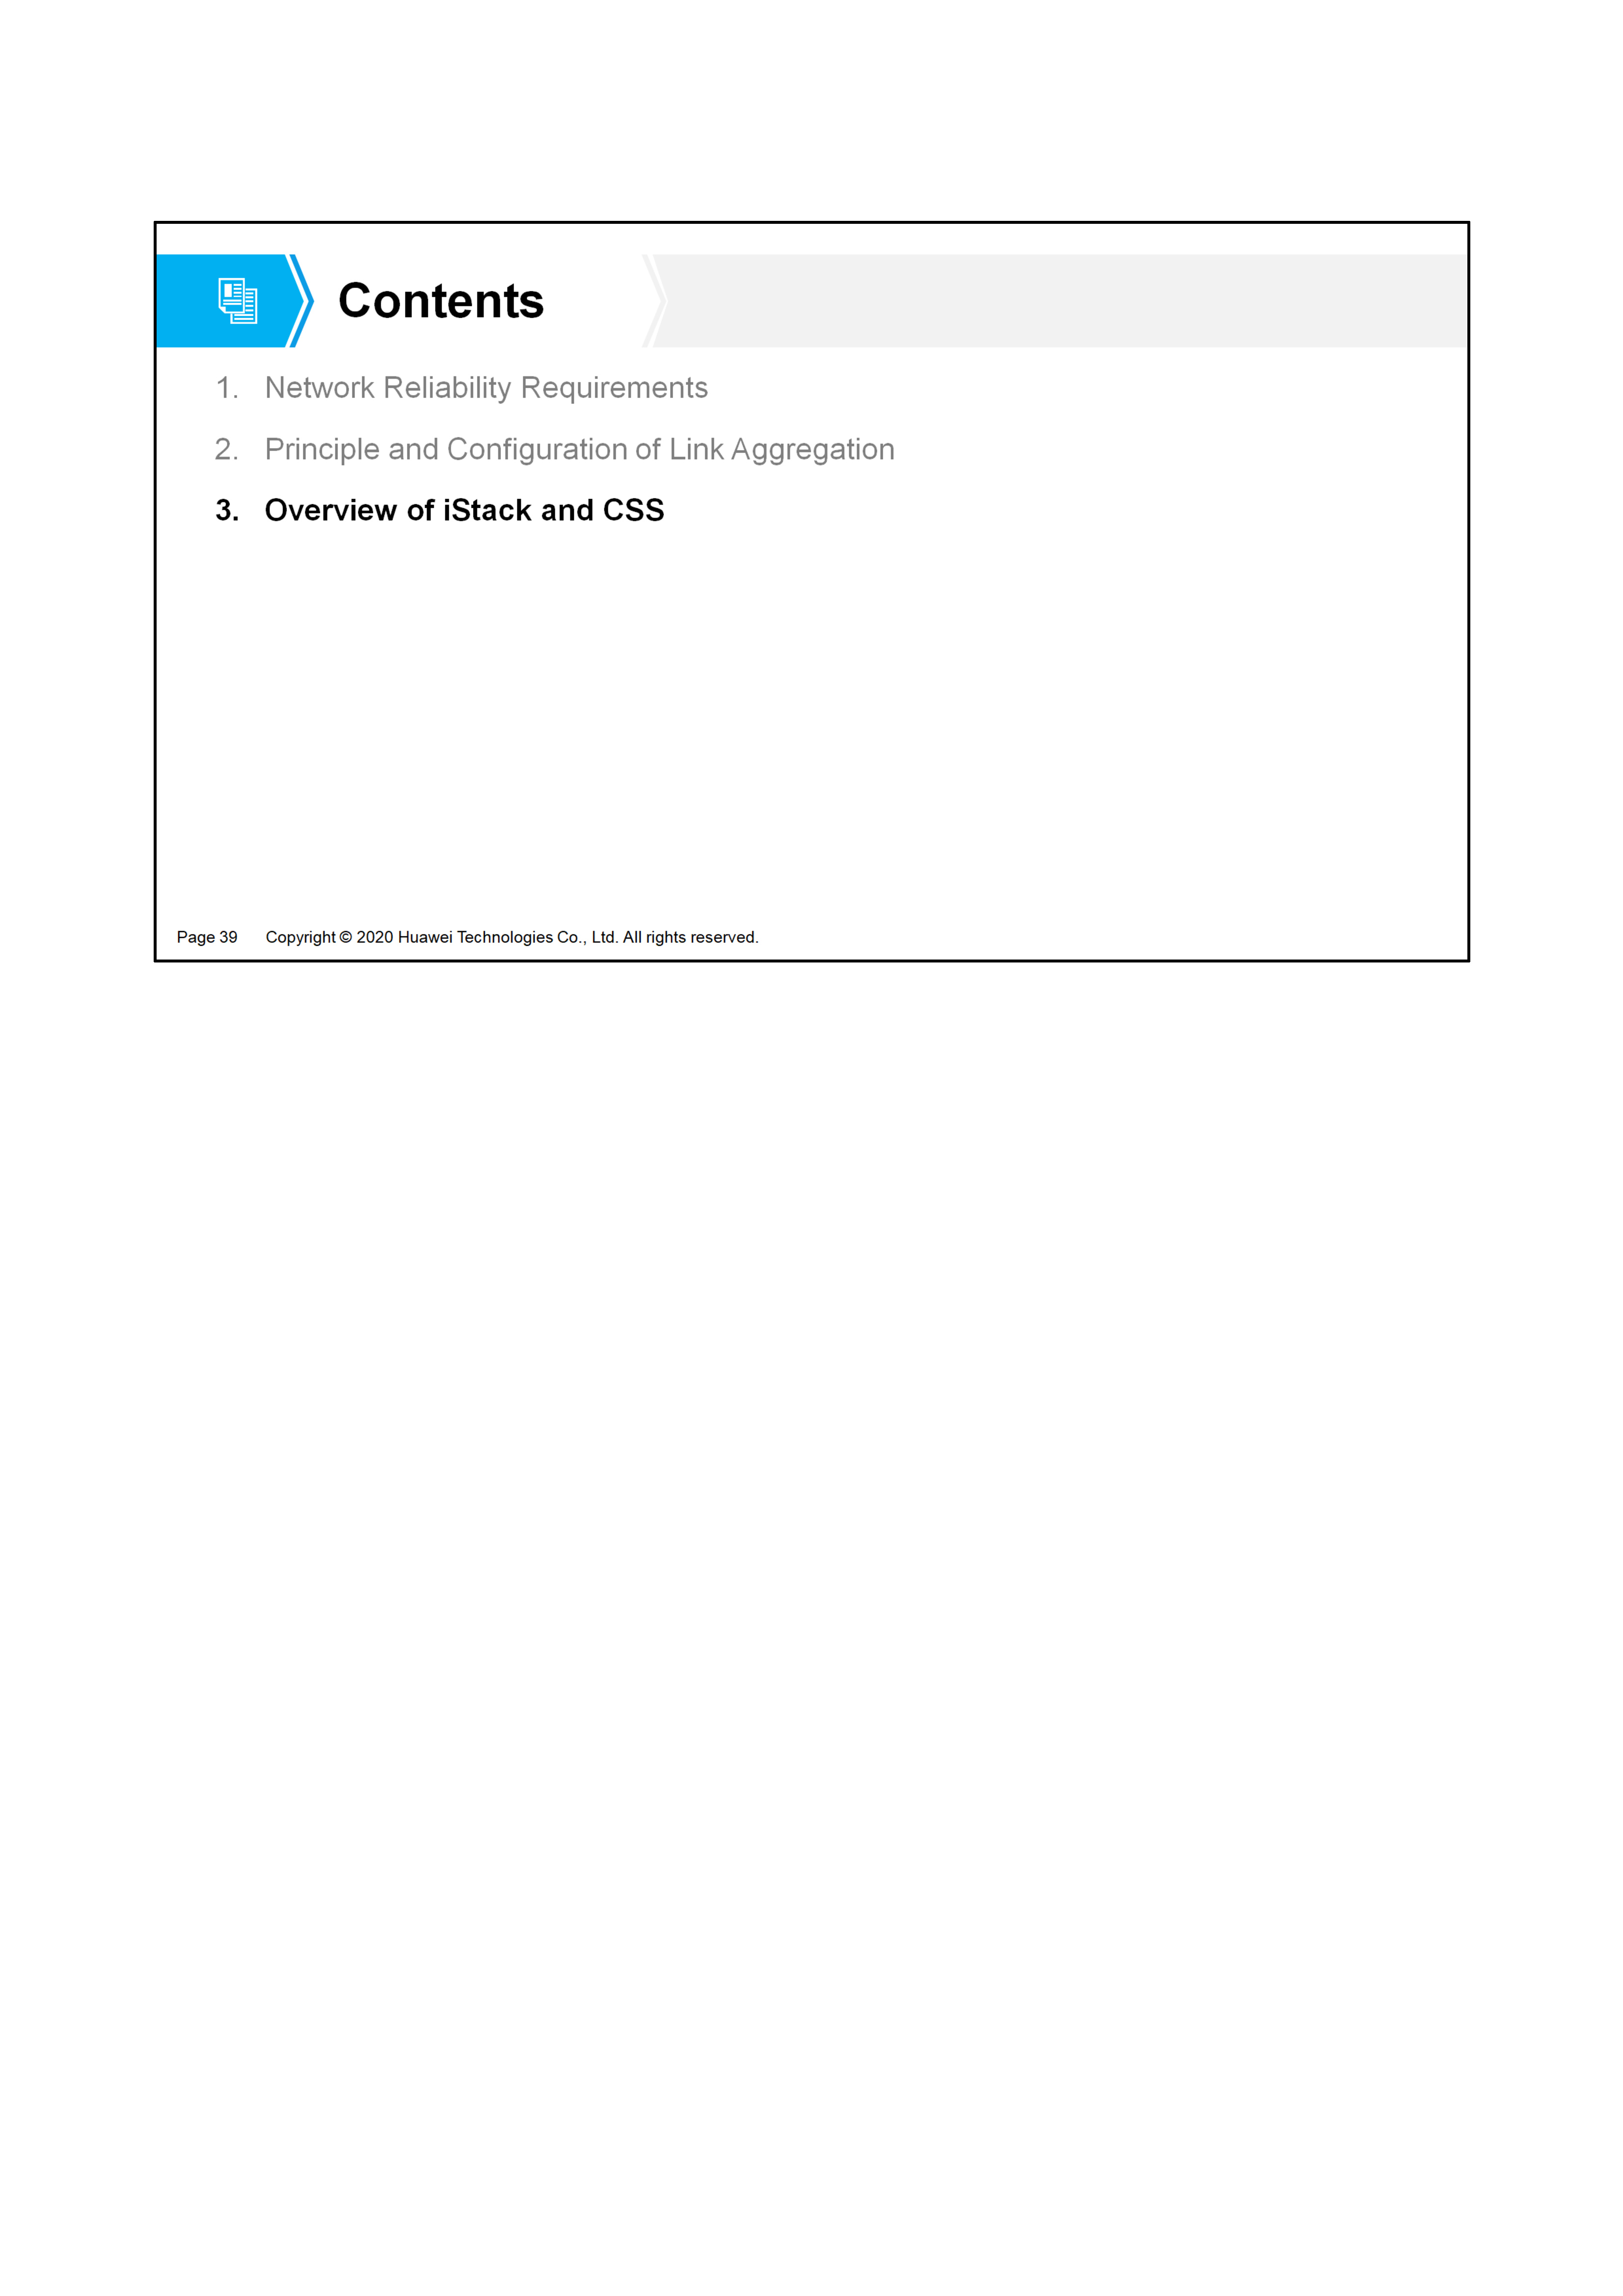 Contents
1. Network Reliability Requirements
2. Principle and Configuration of Link Aggregation
3. Overview of iStack and CSS
Page 39 Copyright © 2020 Huawei Technologies Co., Ltd. All rights reserved.